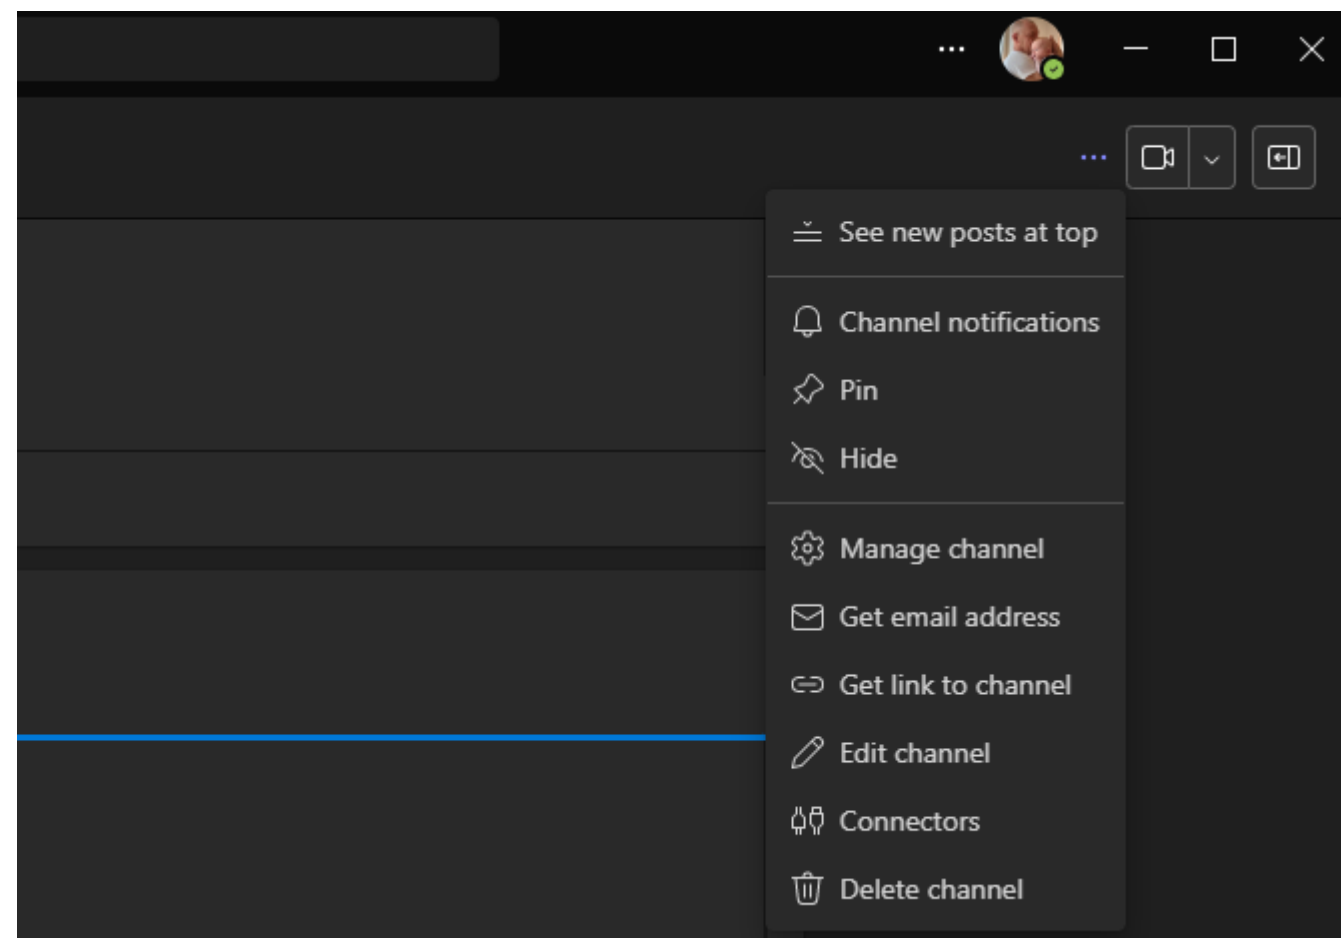 See new posts at top
Channel notifications
Pin
Hide
Manage channel
Get email address
Get link to channel
Edit channel
Connectors
Delete channel